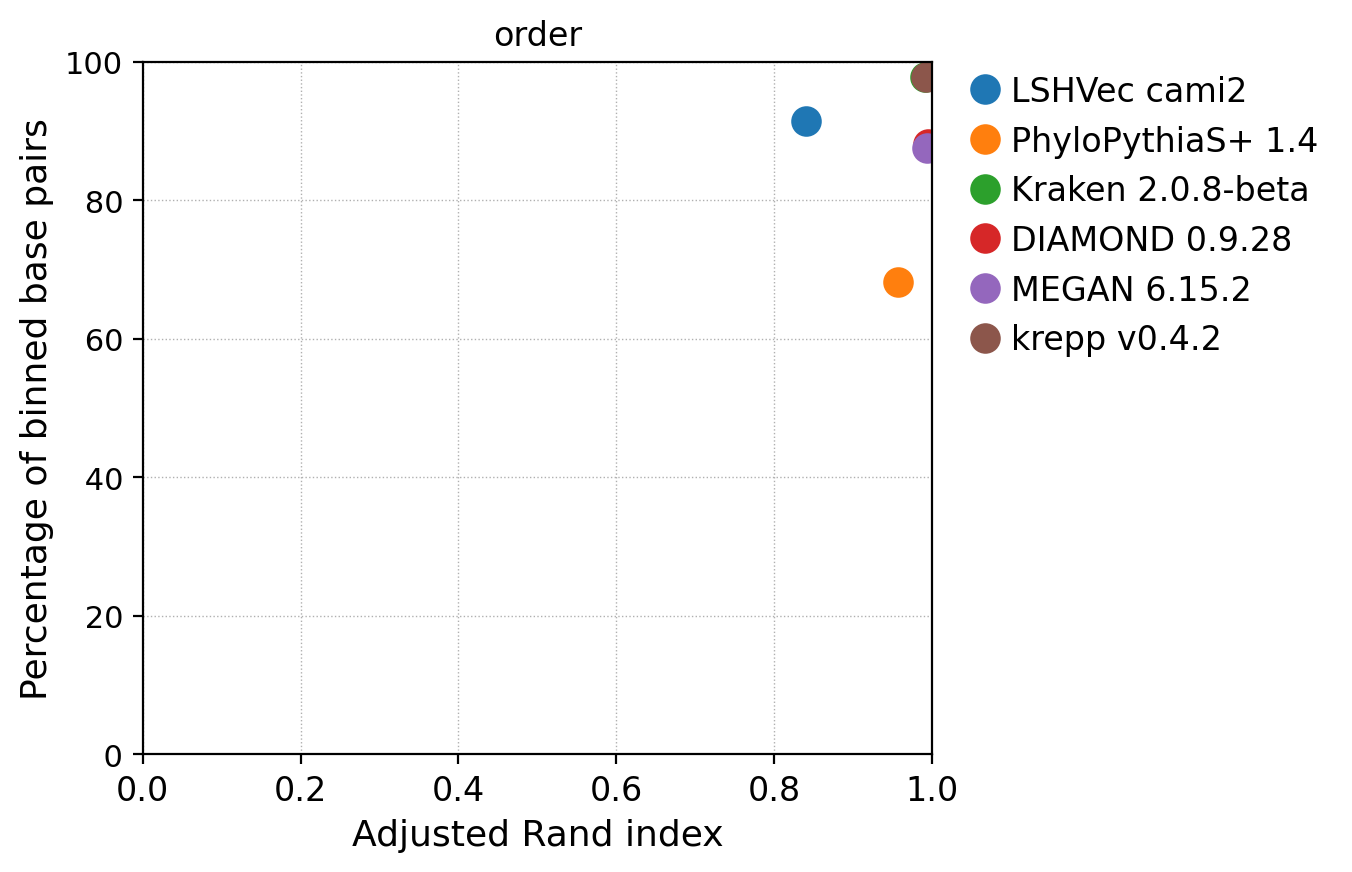 order
Percentage of binned base pairs
100
80
60
40
20
0
0.0 0.2 0.4 0.6 0.8 1.0
Adjusted Rand index
LSHVec cami2
PhyloPythiaS+ 1.4
Kraken 2.0.8-beta
DIAMOND 0.9.28
MEGAN 6.15.2
krepp v0.4.2